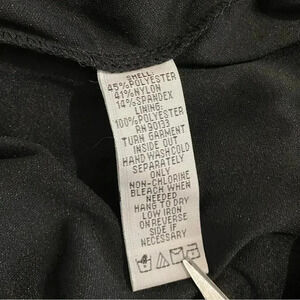 SHELL:
45%POLYESTER
41%NYLON
14%SPANDEX
LINING:
100%POLYESTER
RN 90133
TURN GARMENT
INSIDE OUT
HAND WASH COLD
SEPARATELY
ONLY
NON-CHLORINE
BLEACH WHEN
NEEDED
HANG TO DRY
LOW IRON
ON REVERSE
SIDE IF
NECESSARY